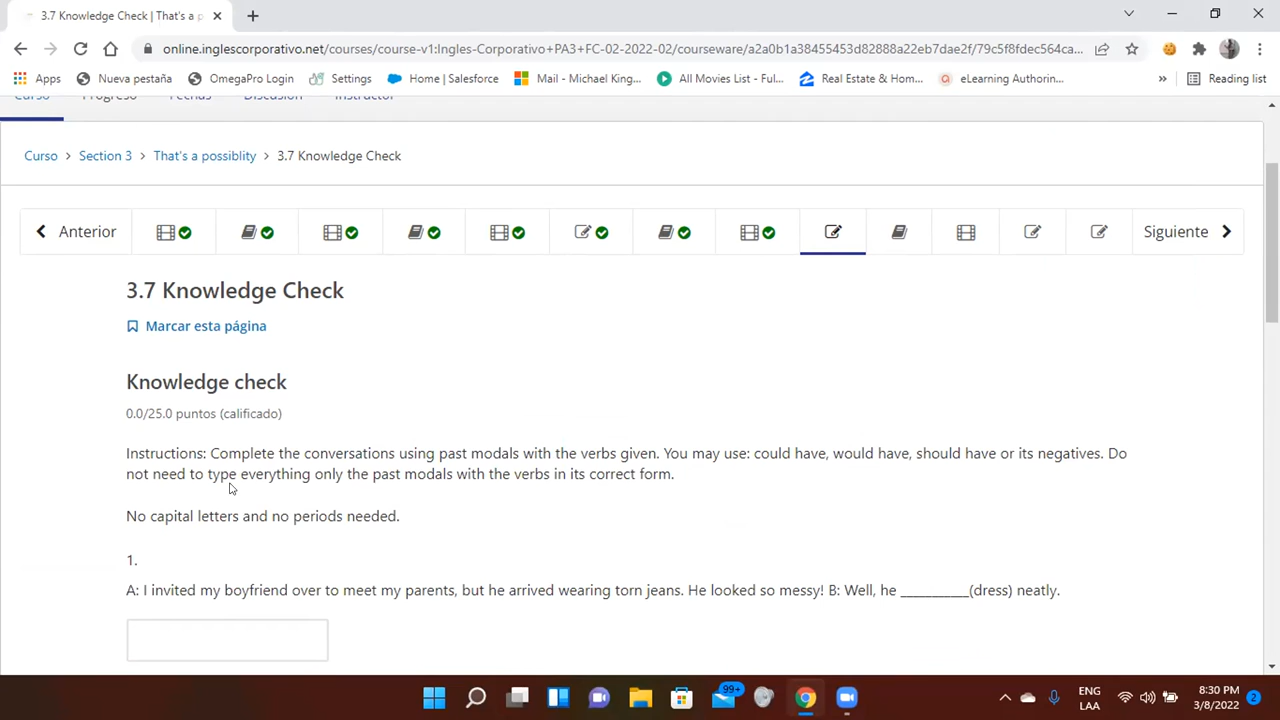 3.7 Knowledge Check | That's a p
online.inglescorporativo.net/courses/course-v1:Ingles-Corporativo+PA3+FC-02-2022-02/courseware/a2a0b1a38455453d82888a22eb7dae2f/79c5f8fdec564ca...
Apps Nueva pestaña OmegaPro Login Settings Home | Salesforce Mail - Michael King... All Movies List - Ful... Real Estate & Hom... eLearning Authorin... » Reading list
Curso Progreso Fechas Discusión Instructor
Curso > Section 3 > That's a possiblity > 3.7 Knowledge Check
Anterior Siguiente
3.7 Knowledge Check
Marcar esta página
Knowledge check
0.0/25.0 puntos (calificado)
Instructions: Complete the conversations using past modals with the verbs given. You may use: could have, would have, should have or its negatives. Do
not need to type everything only the past modals with the verbs in its correct form.
No capital letters and no periods needed.
1.
A: I invited my boyfriend over to meet my parents, but he arrived wearing torn jeans. He looked so messy! B: Well, he __________(dress) neatly.
99+
ENG
LAA
8:30 PM
3/8/2022
2